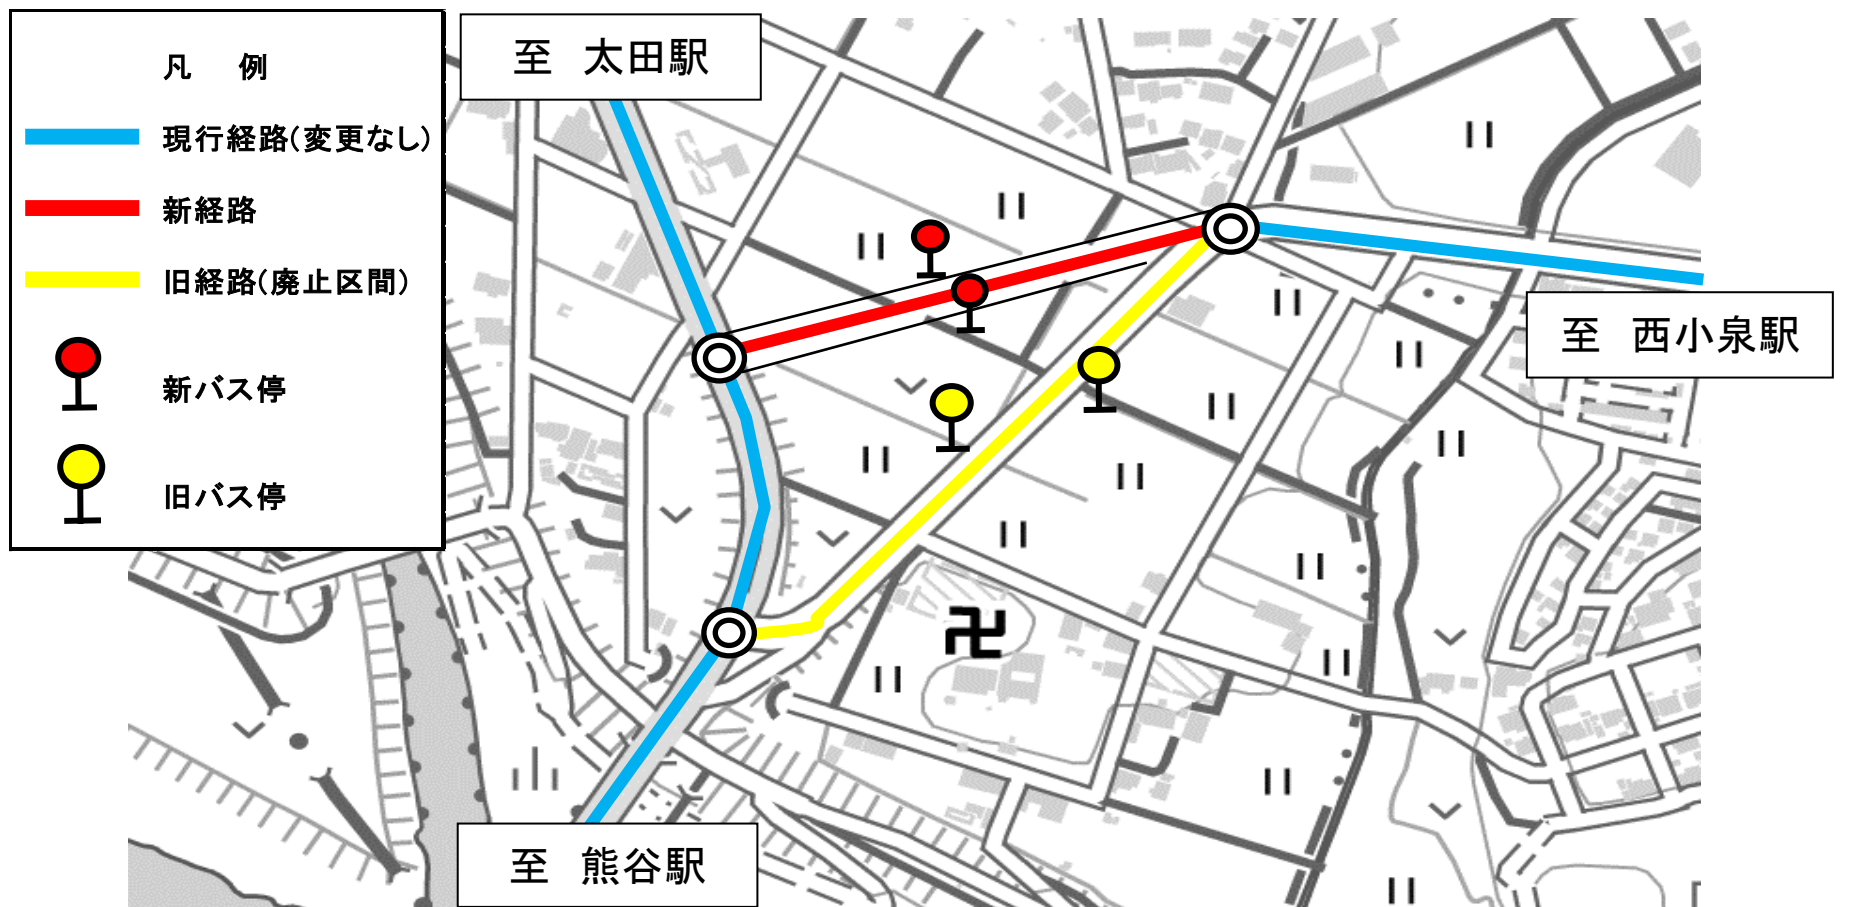 凡 例
現行経路(変更なし)
新経路
旧経路(廃止区間)
新バス停
旧バス停
至 太田駅
至 西小泉駅
至 熊谷駅